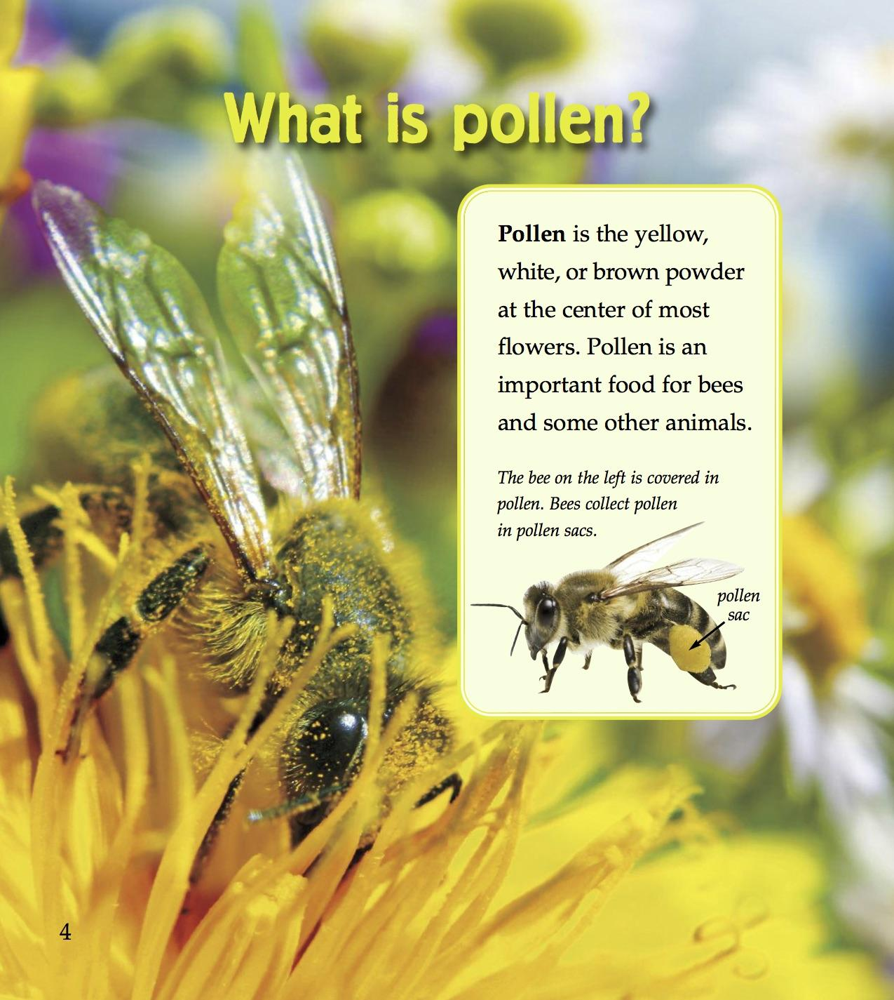 What is pollen?
Pollen is the yellow,
white, or brown powder
at the center of most
flowers. Pollen is an
important food for bees
and some other animals.
The bee on the left is covered in
pollen. Bees collect pollen
in pollen sacs.
pollen
sac
4